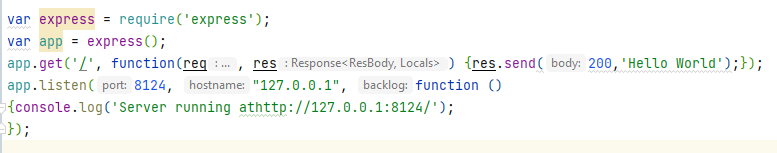 var express = require('express');
var app = express();
app.get('/', function(req : ... , res : Response<ResBody, Locals> ) {res.send( body: 200,'Hello World');});
app.listen( port: 8124, hostname: "127.0.0.1", backlog: function ()
{console.log('Server running athttp://127.0.0.1:8124/');
});